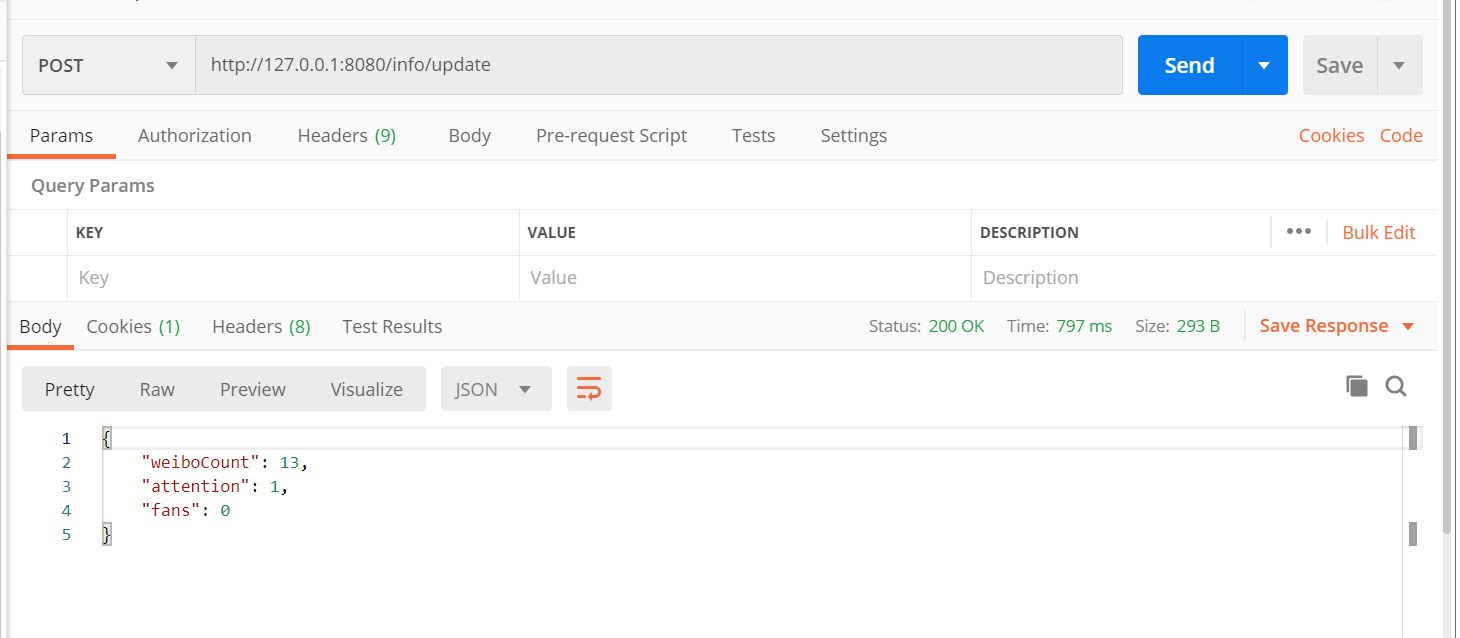 POST http://127.0.0.1:8080/info/update Send Save
Params Authorization Headers (9) Body Pre-request Script Tests Settings Cookies Code
Query Params
KEY VALUE DESCRIPTION ••• Bulk Edit
Key Value Description
Body Cookies (1) Headers (8) Test Results Status: 200 OK Time: 797 ms Size: 293 B Save Response
Pretty Raw Preview Visualize JSON
1 {
2 "weiboCount": 13,
3 "attention": 1,
4 "fans": 0
5 }